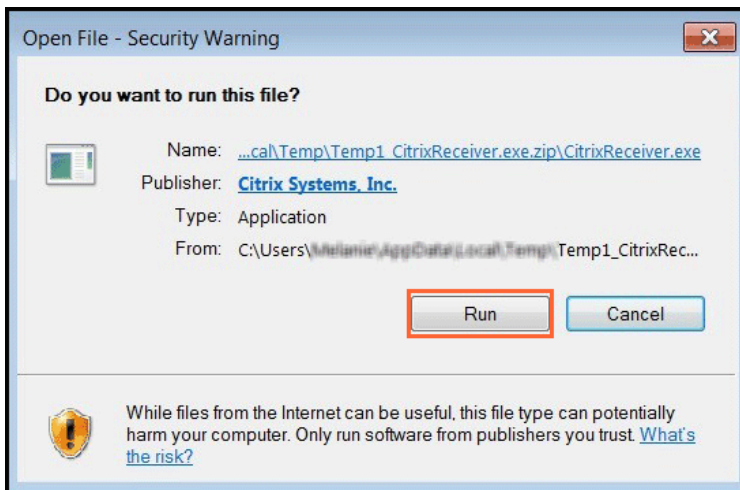 Open File - Security Warning
Do you want to run this file?
Name: ...cal\Temp\Temp1_CitrixReceiver.exe.zip\CitrixReceiver.exe
Publisher: Citrix Systems, Inc.
Type: Application
From: C:\Users\ Temp1_CitrixRec...
Run Cancel
While files from the Internet can be useful, this file type can potentially
harm your computer. Only run software from publishers you trust. What's
the risk?